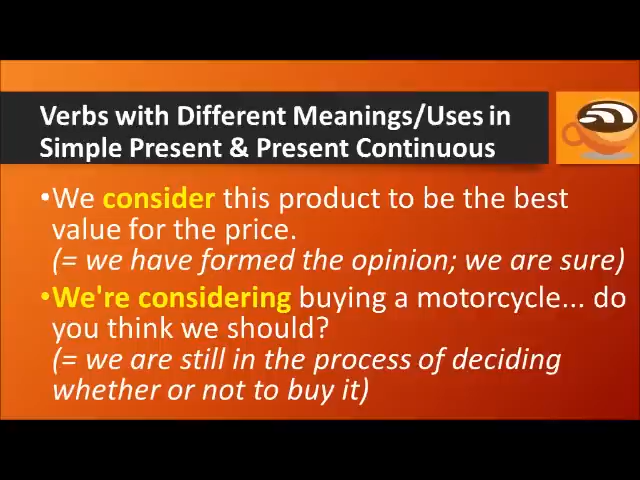 Verbs with Different Meanings/Uses in
Simple Present & Present Continuous
•We consider this product to be the best
value for the price.
(= we have formed the opinion; we are sure)
•We're considering buying a motorcycle... do
you think we should?
(= we are still in the process of deciding
whether or not to buy it)